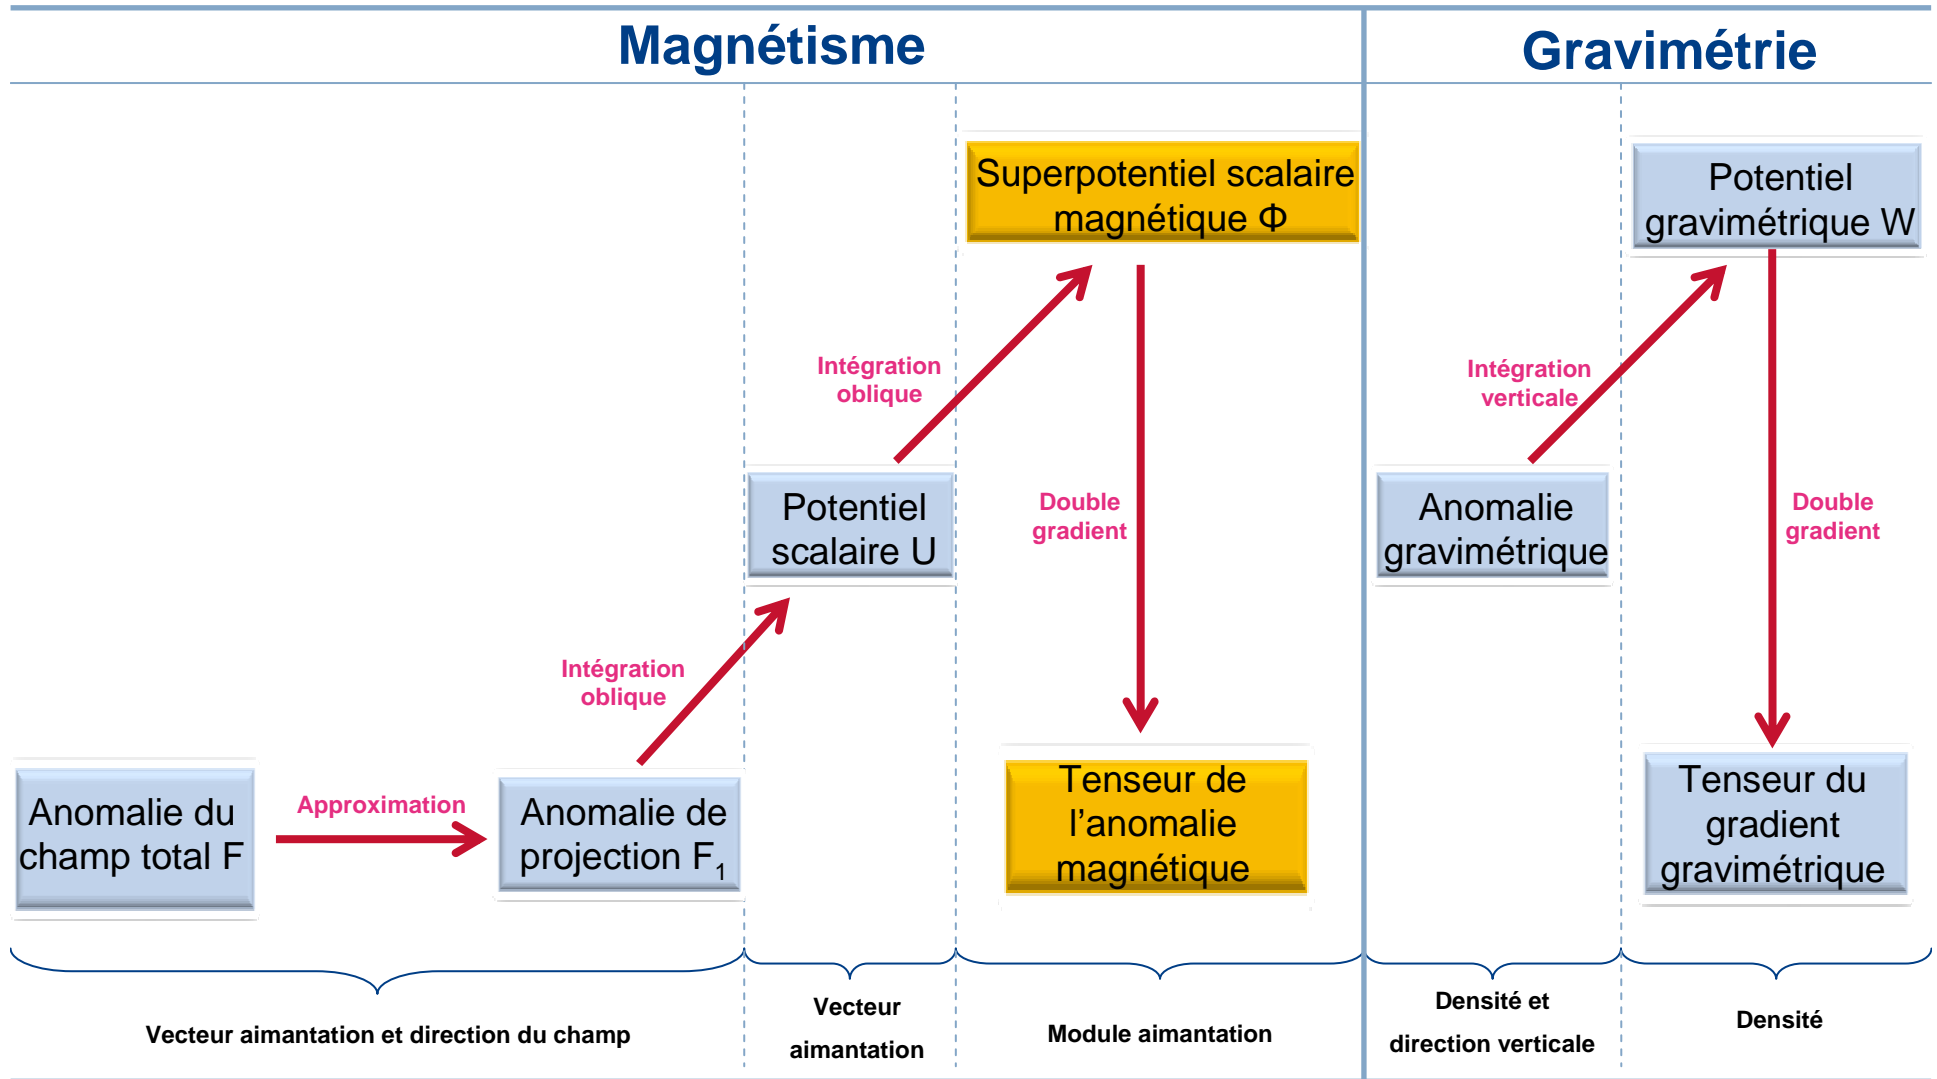 Magnétisme
Gravimétrie
Superpotentiel scalaire
magnétique Φ
Potentiel
gravimétrique W
Intégration
oblique
Intégration
verticale
Potentiel
scalaire U
Double
gradient
Anomalie
gravimétrique
Double
gradient
Intégration
oblique
Anomalie du
champ total F
Approximation
Anomalie de
projection F₁
Tenseur de
l’anomalie
magnétique
Tenseur du
gradient
gravimétrique
Vecteur aimantation et direction du champ
Vecteur
aimantation
Module aimantation
Densité et
direction verticale
Densité